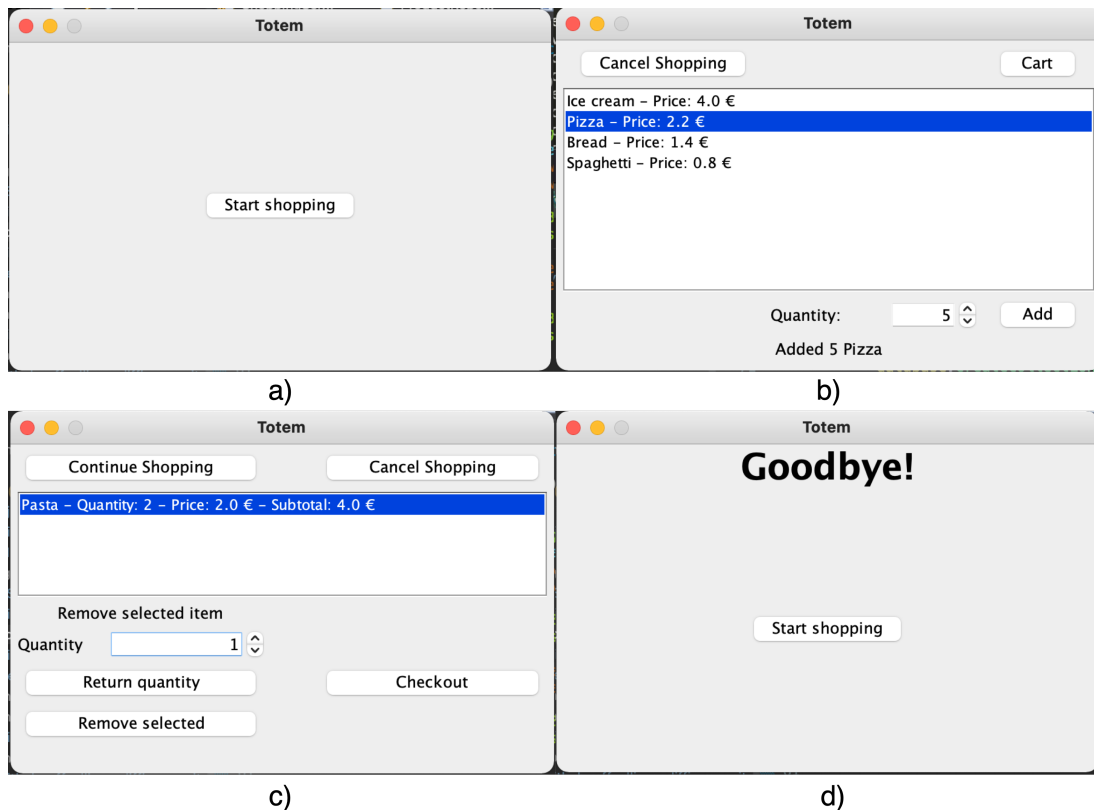 Totem
Start shopping
a)
Totem
Cancel Shopping Cart
Ice cream – Price: 4.0 €
Pizza – Price: 2.2 €
Bread – Price: 1.4 €
Spaghetti – Price: 0.8 €
Quantity: 5 Add
Added 5 Pizza
b)
Totem
Continue Shopping Cancel Shopping
Pasta – Quantity: 2 – Price: 2.0 € – Subtotal: 4.0 €
Remove selected item
Quantity 1
Return quantity Checkout
Remove selected
c)
Totem
Goodbye!
Start shopping
d)